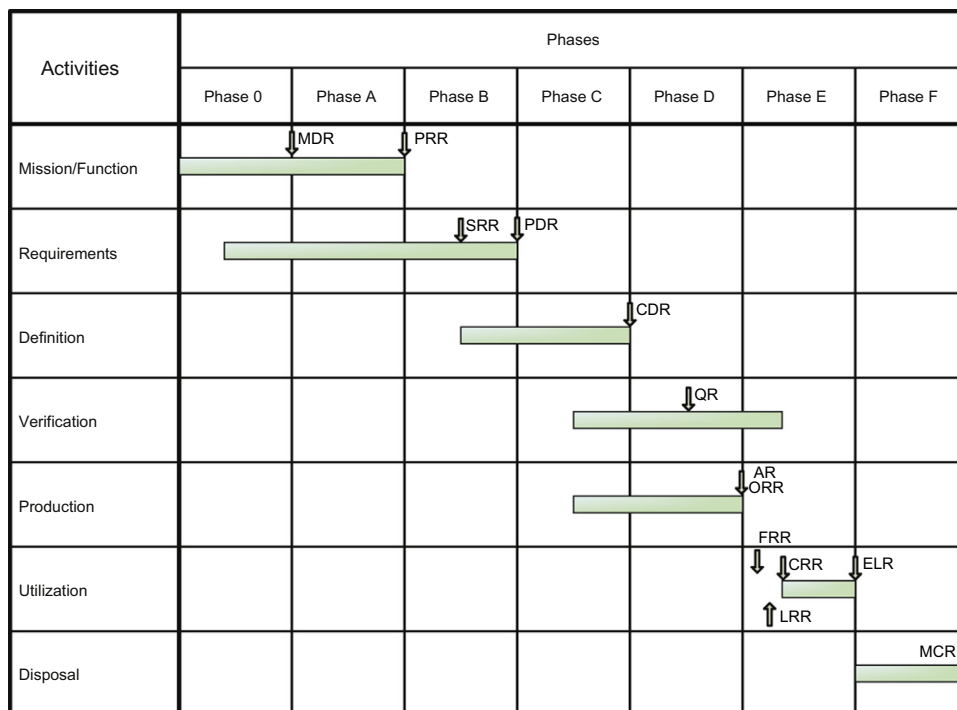 Activities
Phases
Phase 0
Phase A
Phase B
Phase C
Phase D
Phase E
Phase F
Mission/Function
MDR
PRR
Requirements
SRR
PDR
Definition
CDR
Verification
QR
Production
AR
ORR
Utilization
FRR
CRR
ELR
LRR
Disposal
MCR